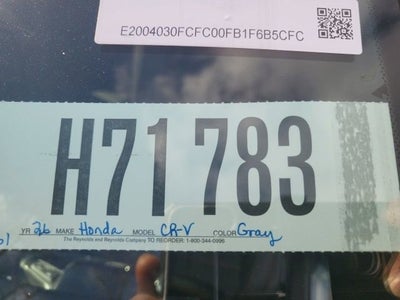 E2004030FCFC00FB1F6B5CFC
H71 783
YR 26 MAKE Honda MODEL CR-V COLOR Gray
The Reynolds and Reynolds Company TO REORDER: 1-800-344-0996